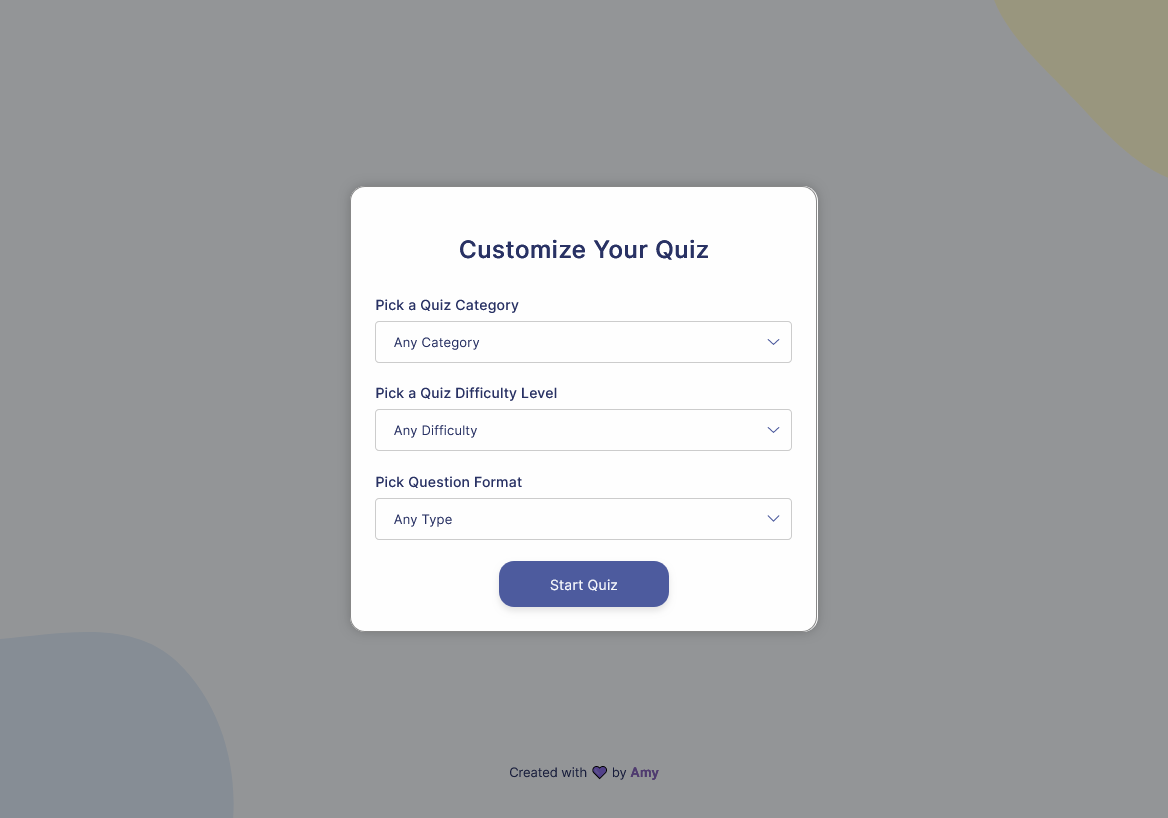 Customize Your Quiz
Pick a Quiz Category
Any Category
Pick a Quiz Difficulty Level
Any Difficulty
Pick Question Format
Any Type
Start Quiz
Created with 💜 by Amy